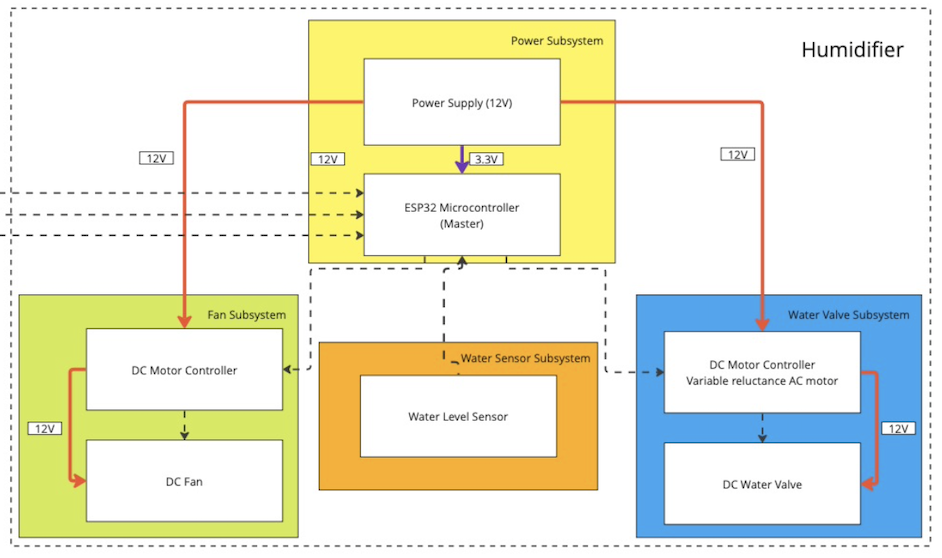 Power Subsystem
Humidifier
Power Supply (12V)
12V
12V
3.3V
12V
ESP32 Microcontroller
(Master)
Fan Subsystem
Water Valve Subsystem
Water Sensor Subsystem
DC Motor Controller
DC Motor Controller
Variable reluctance AC motor
Water Level Sensor
12V
12V
DC Fan
DC Water Valve